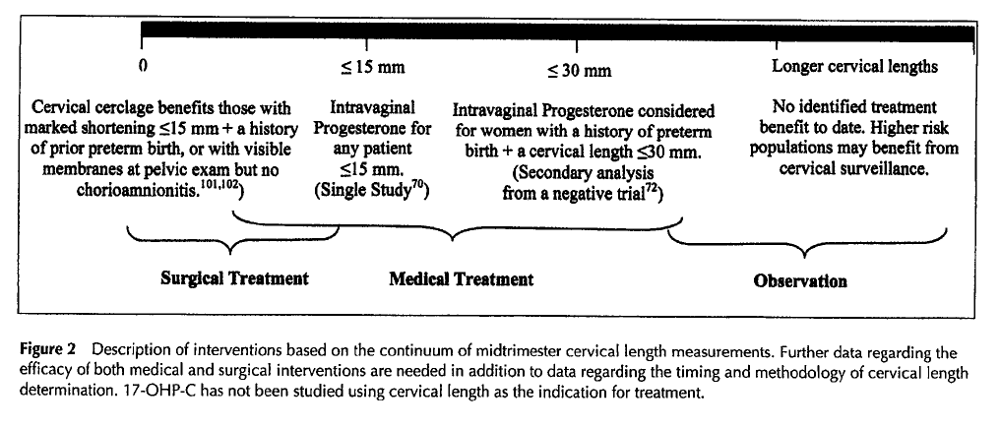 0
≤ 15 mm
≤ 30 mm
Longer cervical lengths
Cervical cerclage benefits those with
marked shortening ≤15 mm + a history
of prior preterm birth, or with visible
membranes at pelvic exam but no
chorioamnionitis.101,102)
Intravaginal
Progesterone for
any patient
≤15 mm.
(Single Study70)
Intravaginal Progesterone considered
for women with a history of preterm
birth + a cervical length ≤30 mm.
(Secondary analysis
from a negative trial72)
No identified treatment
benefit to date. Higher risk
populations may benefit from
cervical surveillance.
Surgical Treatment
Medical Treatment
Observation
Figure 2 Description of interventions based on the continuum of midtrimester cervical length measurements. Further data regarding the
efficacy of both medical and surgical interventions are needed in addition to data regarding the timing and methodology of cervical length
determination. 17-OHP-C has not been studied using cervical length as the indication for treatment.